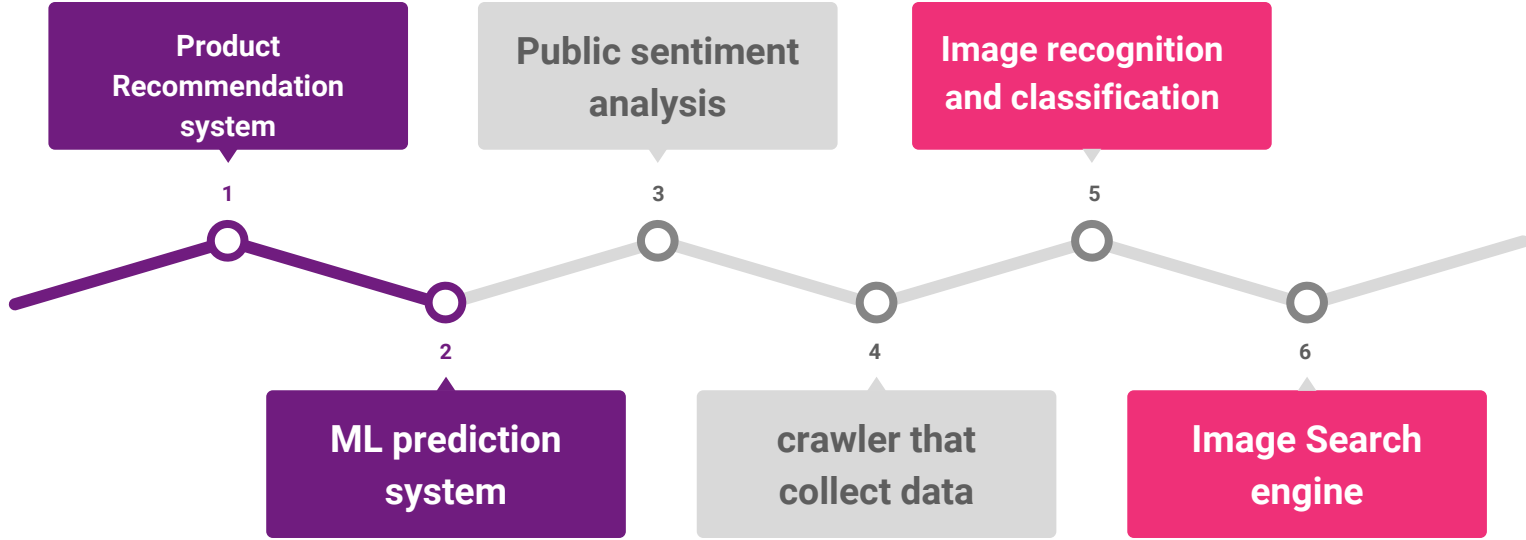 Product
Recommendation
system
1
ML prediction
system
2
Public sentiment
analysis
3
crawler that
collect data
4
Image recognition
and classification
5
Image Search
engine
6